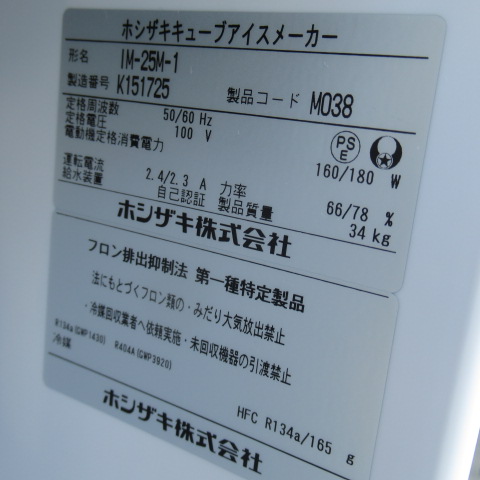 ホシザキキューブアイスメーカー
形名 IM-25M-1
製造番号 K151725 製品コード M038
定格周波数 50/60 Hz
定格電圧 100 V
電動機定格消費電力 160/180 W
PS E
運転電流 2.4/2.3 A 力率 66/78 %
給水装置 自己認証 製品質量 34 kg
ホシザキ株式会社
フロン排出抑制法 第一種特定製品
法にもとづくフロン類の・みだり大気放出禁止
・冷媒回収業者へ依頼実施・未回収機器の引渡禁止
R134a(GWP1430) R404A(GWP3920)
冷媒 HFC R134a/165 g
ホシザキ株式会社